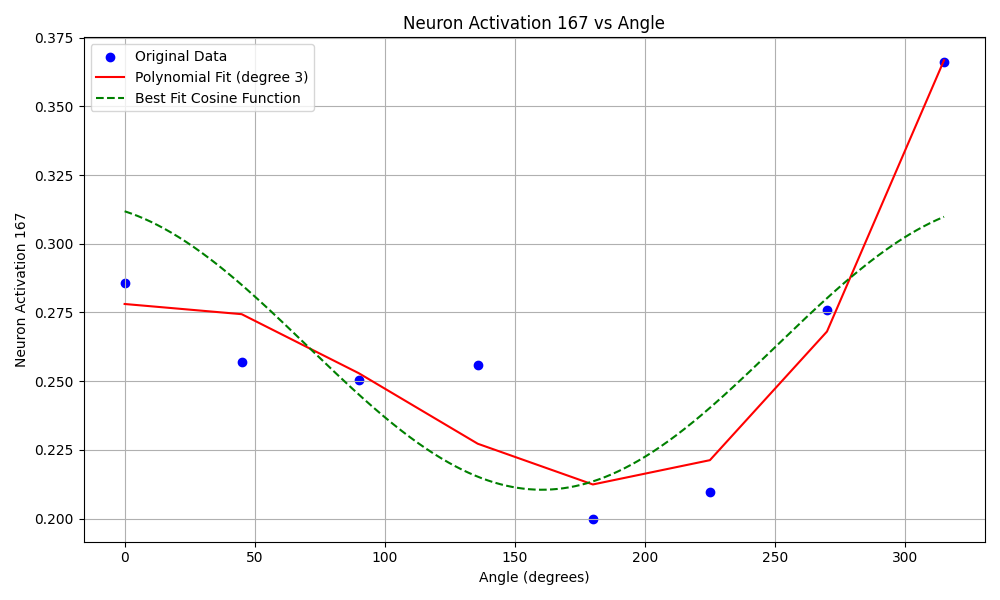 Neuron Activation 167 vs Angle
Original Data
Polynomial Fit (degree 3)
Best Fit Cosine Function
0.375
0.350
0.325
0.300
0.275
0.250
0.225
0.200
Neuron Activation 167
0
50
100
150
200
250
300
Angle (degrees)